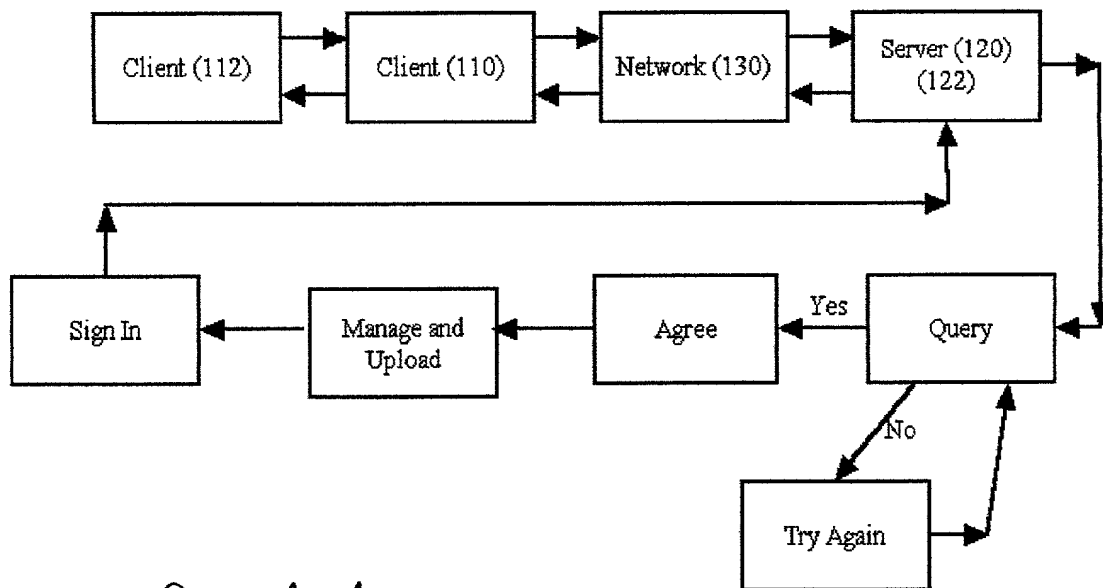 Client (112)
Client (110)
Network (130)
Server (120)
(122)
Sign In
Manage and
Upload
Agree
Yes
Query
No
Try Again